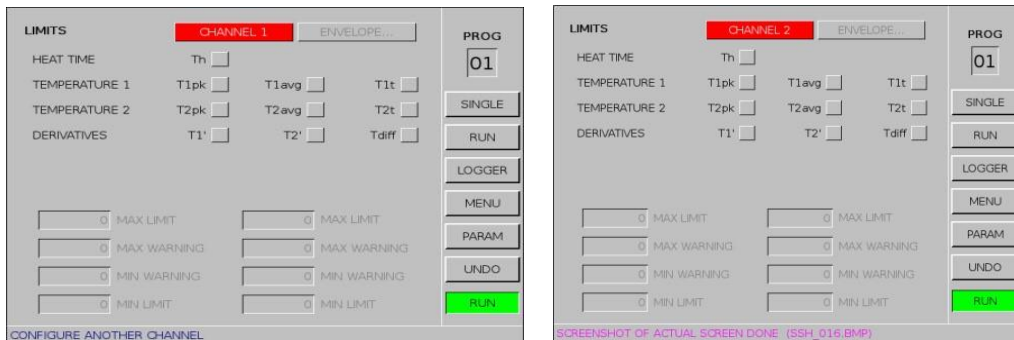 LIMITS CHANNEL 1 ENVELOPE... PROG
HEAT TIME Th 01
TEMPERATURE 1 T1pk T1avg T1t
TEMPERATURE 2 T2pk T2avg T2t SINGLE
DERIVATIVES T1' T2' Tdiff RUN
LOGGER
MENU
0 MAX LIMIT 0 MAX LIMIT
PARAM
0 MAX WARNING 0 MAX WARNING
UNDO
0 MIN WARNING 0 MIN WARNING
RUN
0 MIN LIMIT 0 MIN LIMIT
CONFIGURE ANOTHER CHANNEL
LIMITS CHANNEL 2 ENVELOPE... PROG
HEAT TIME Th 01
TEMPERATURE 1 T1pk T1avg T1t
TEMPERATURE 2 T2pk T2avg T2t SINGLE
DERIVATIVES T1' T2' Tdiff RUN
LOGGER
MENU
0 MAX LIMIT 0 MAX LIMIT
PARAM
0 MAX WARNING 0 MAX WARNING
UNDO
0 MIN WARNING 0 MIN WARNING
RUN
0 MIN LIMIT 0 MIN LIMIT
SCREENSHOT OF ACTUAL SCREEN DONE (SSH_016.BMP)